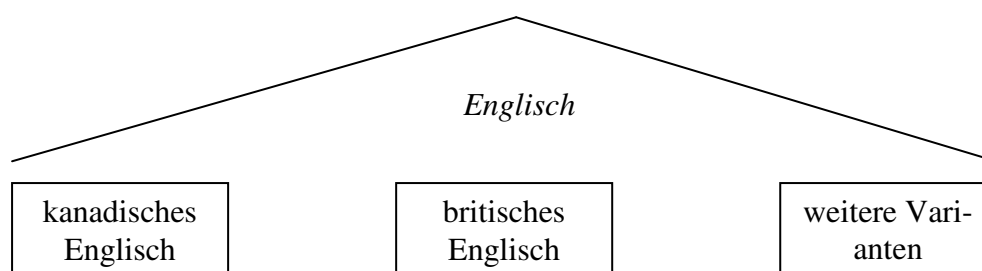 Englisch
kanadisches
Englisch
britisches
Englisch
weitere Vari-
anten